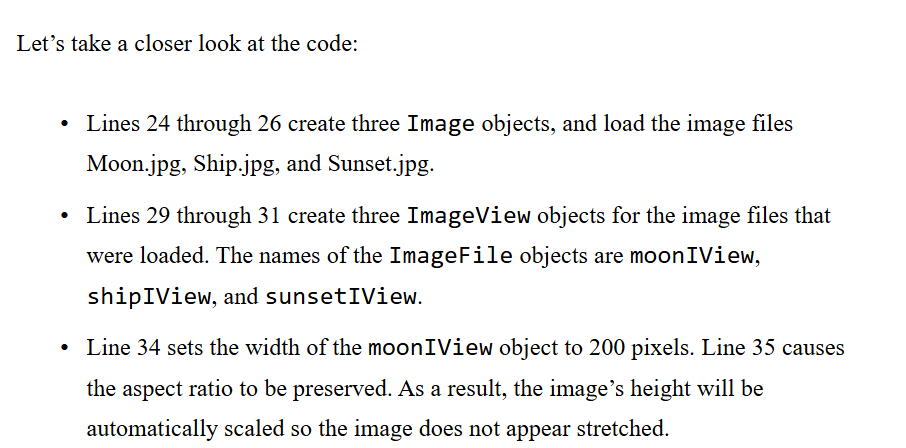 Let’s take a closer look at the code:
• Lines 24 through 26 create three Image objects, and load the image files
Moon.jpg, Ship.jpg, and Sunset.jpg.
• Lines 29 through 31 create three ImageView objects for the image files that
were loaded. The names of the ImageFile objects are moonIView,
shipIView, and sunsetIView.
• Line 34 sets the width of the moonIView object to 200 pixels. Line 35 causes
the aspect ratio to be preserved. As a result, the image’s height will be
automatically scaled so the image does not appear stretched.